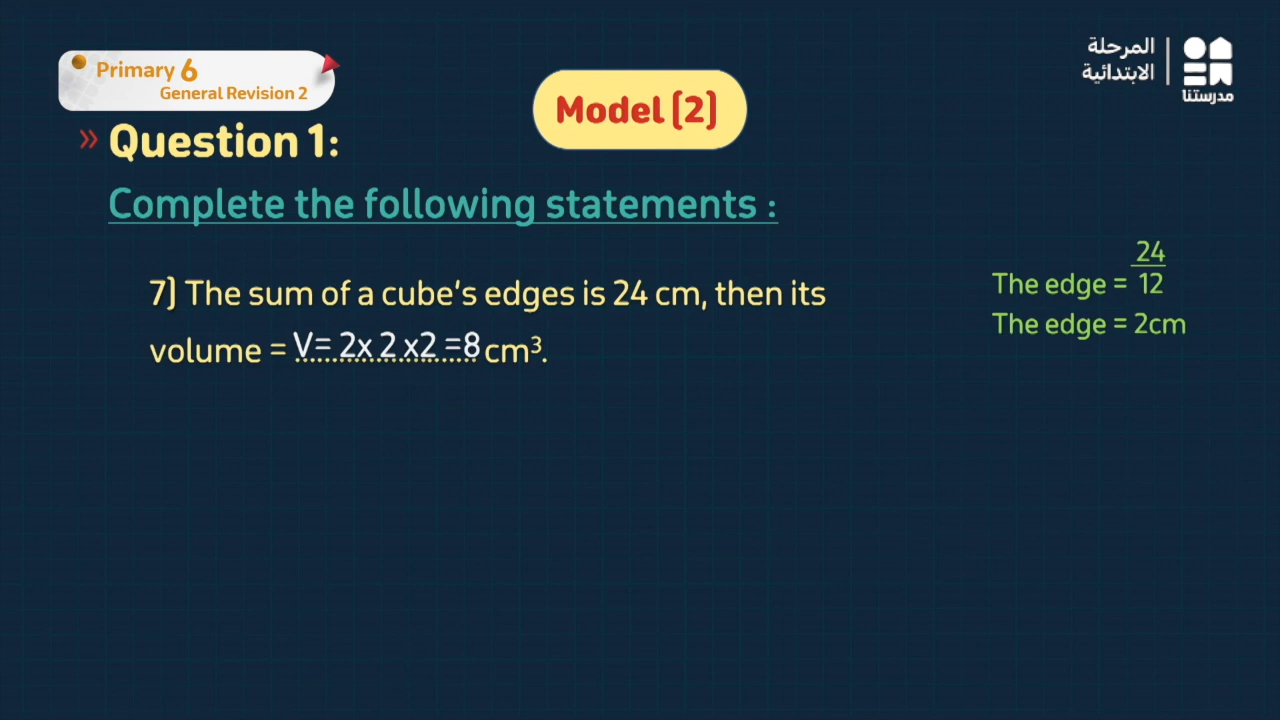 Primary 6
General Revision 2
المرحلة
الابتدائية
مدرستنا
Model (2)
» Question 1:
Complete the following statements :
7) The sum of a cube's edges is 24 cm, then its
volume = V= 2x 2 x2 =8 cm³.
24
The edge = 12
The edge = 2cm